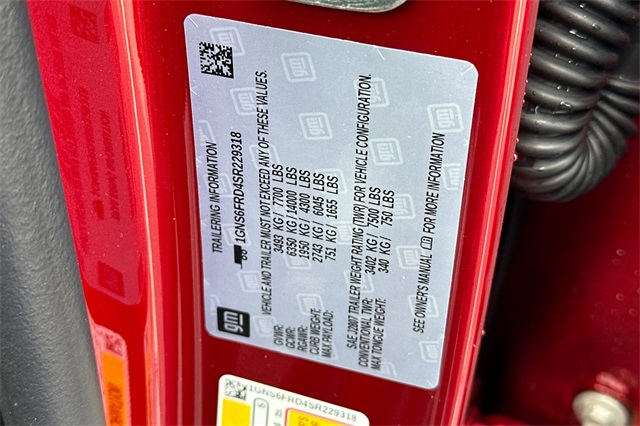 TRAILERING INFORMATION
1GNS6FRD4SR229318
VEHICLE AND TRAILER MUST NOT EXCEED ANY OF THESE VALUES.
GVWR: 3493 KG / 7700 LBS
GCWR: 6350 KG / 14000 LBS
RGAWR: 1950 KG / 4300 LBS
CURB WEIGHT: 2743 KG / 6045 LBS
MAX PAYLOAD: 751 KG / 1655 LBS
SAE J2807 TRAILER WEIGHT RATING (TWR) FOR VEHICLE CONFIGURATION.
CONVENTIONAL TWR: 3402 KG / 7500 LBS
MAX TONGUE WEIGHT: 340 KG / 750 LBS
SEE OWNER'S MANUAL FOR MORE INFORMATION
gm
1GNS6FRD4SR229318